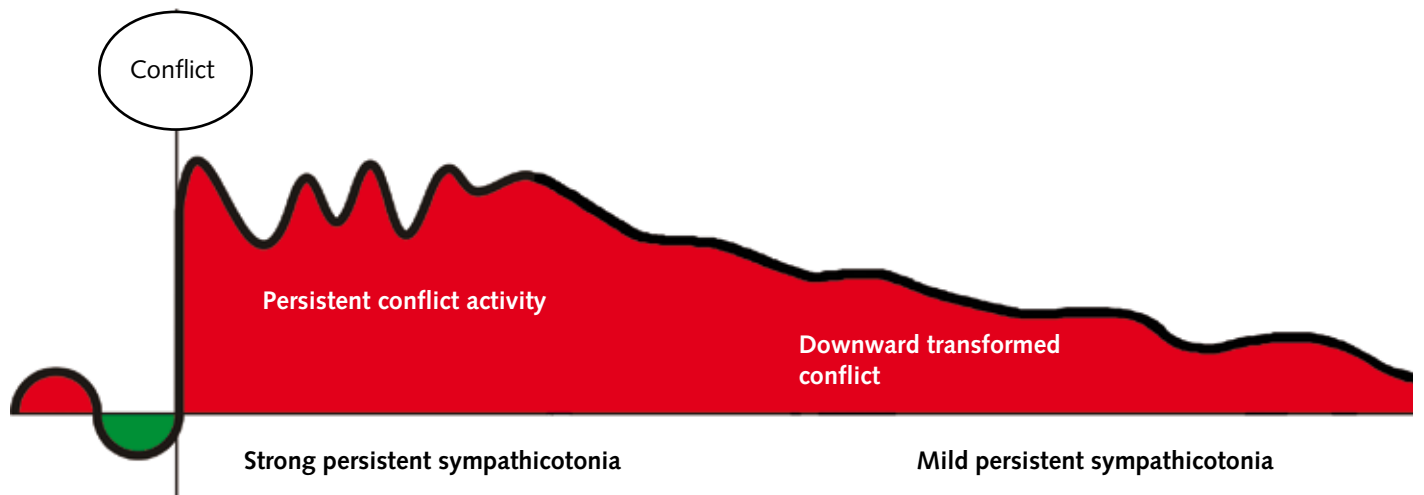 Conflict
Persistent conflict activity
Downward transformed
conflict
Strong persistent sympathicotonia
Mild persistent sympathicotonia